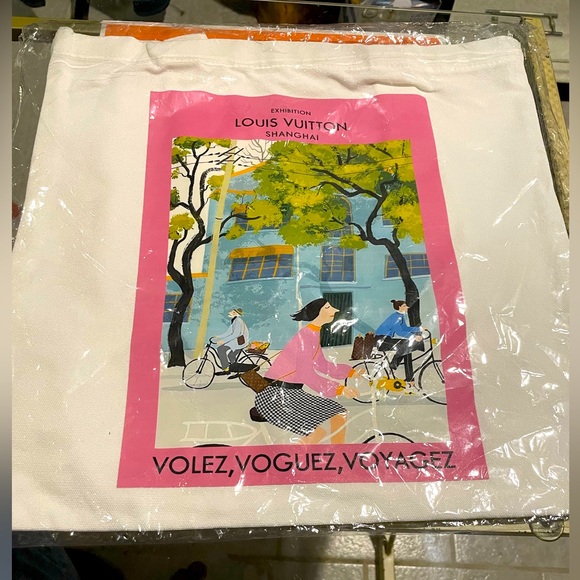 EXHIBITION
LOUIS VUITTON
SHANGHAI
VOLEZ, VOGUEZ, VOYAGEZ